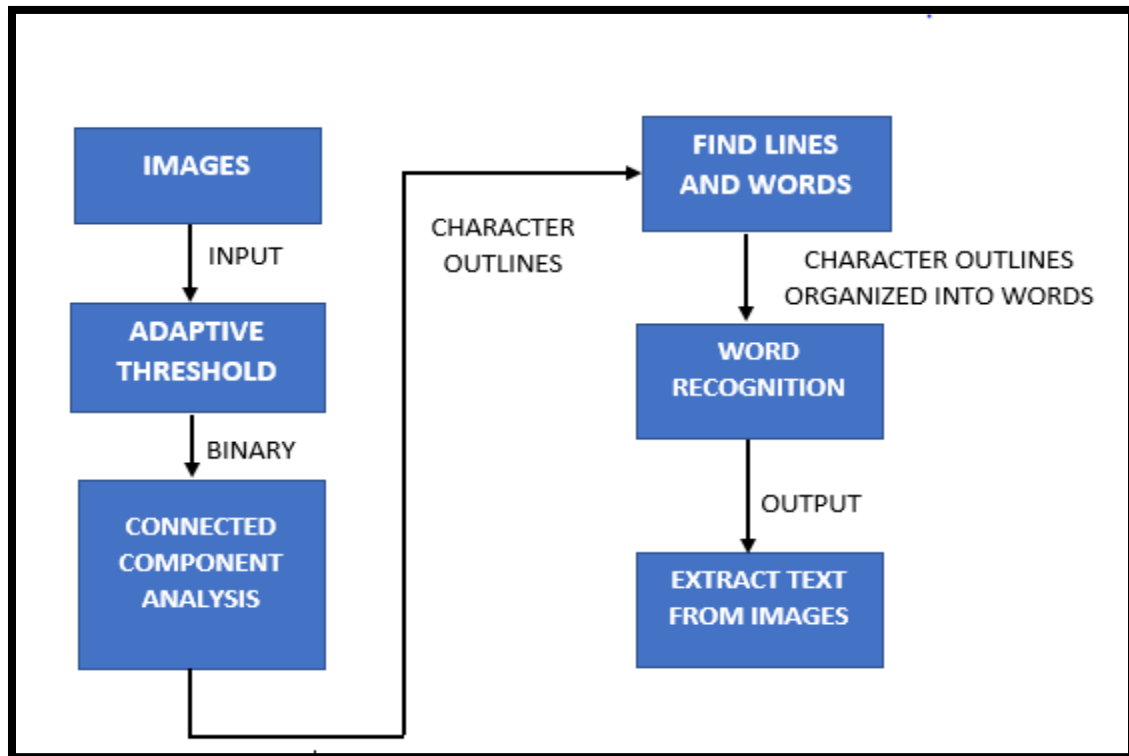 IMAGES
INPUT
ADAPTIVE
THRESHOLD
BINARY
CONNECTED
COMPONENT
ANALYSIS
CHARACTER
OUTLINES
FIND LINES
AND WORDS
CHARACTER OUTLINES
ORGANIZED INTO WORDS
WORD
RECOGNITION
OUTPUT
EXTRACT TEXT
FROM IMAGES